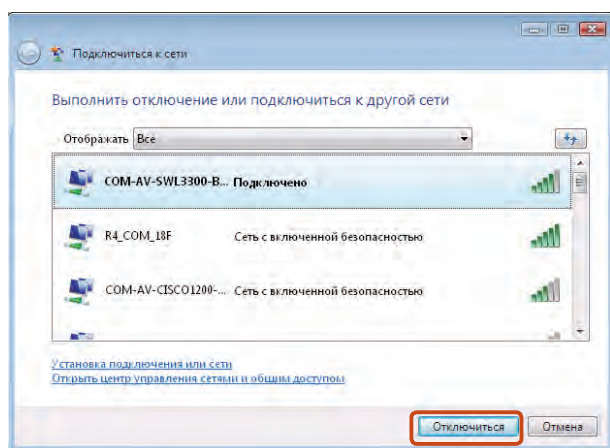 Подключиться к сети
Выполнить отключение или подключиться к другой сети
Отображать Все
COM-AV-SWL3300-B... Подключено
R4_COM_18F Сеть с включенной безопасностью
COM-AV-CISCO1200-... Сеть с включенной безопасностью
Установка подключения или сети
Открыть центр управления сетями и общим доступом
Отключиться Отмена